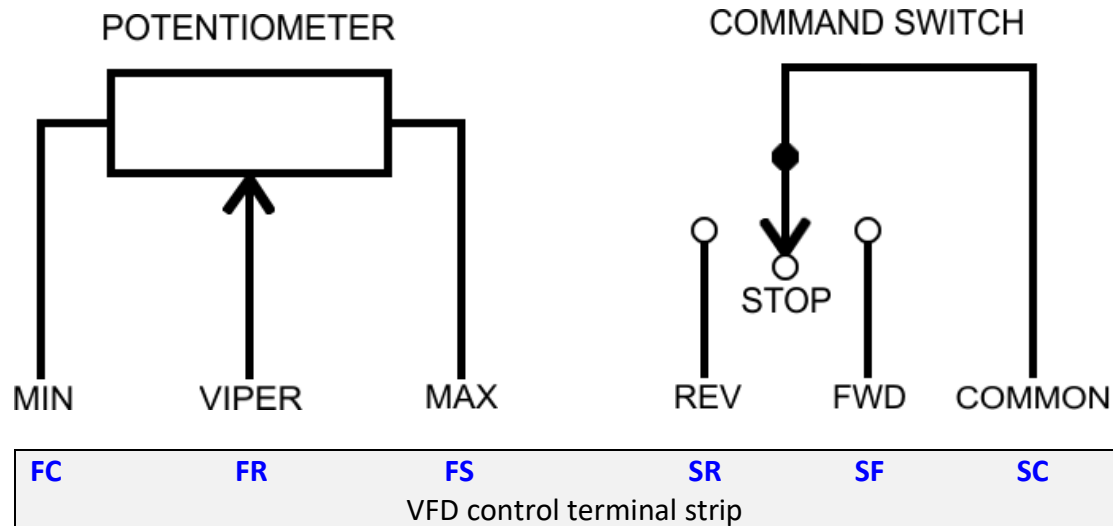 POTENTIOMETER
COMMAND SWITCH
STOP
MIN VIPER MAX REV FWD COMMON
FC FR FS SR SF SC
VFD control terminal strip